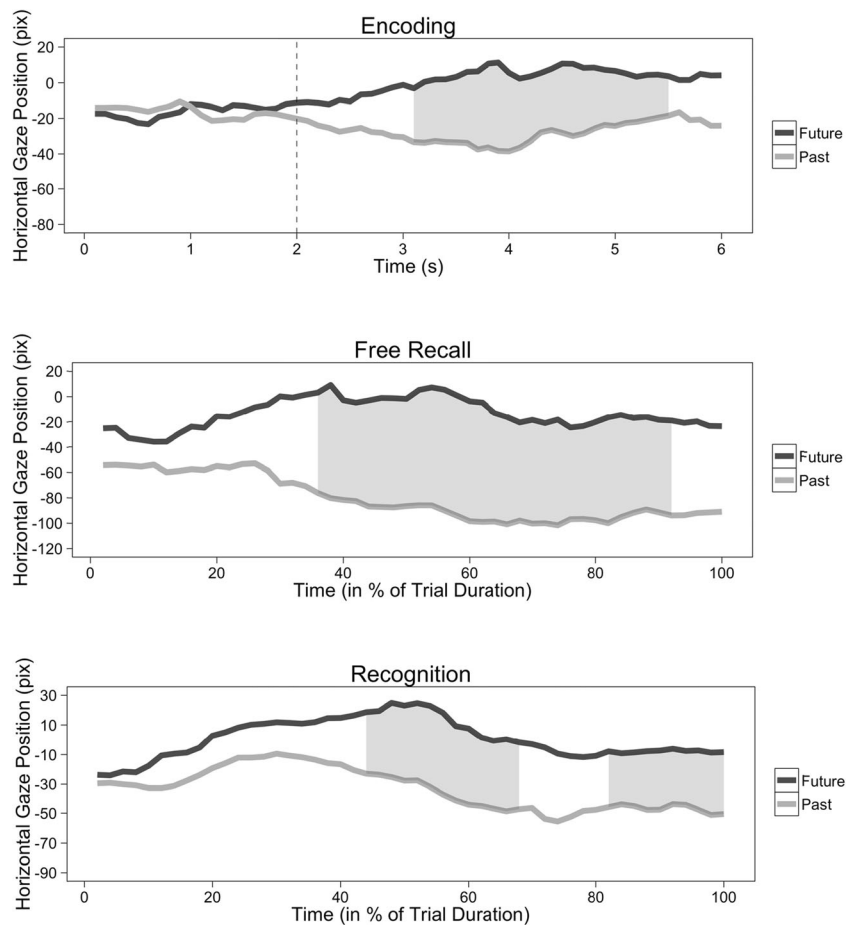 Encoding
Horizontal Gaze Position (pix)
20
0
-20
-40
-60
-80
0 1 2 3 4 5 6
Time (s)
Future
Past
Free Recall
Horizontal Gaze Position (pix)
20
0
-20
-40
-60
-80
-100
-120
0 20 40 60 80 100
Time (in % of Trial Duration)
Future
Past
Recognition
Horizontal Gaze Position (pix)
30
10
-10
-30
-50
-70
-90
0 20 40 60 80 100
Time (in % of Trial Duration)
Future
Past